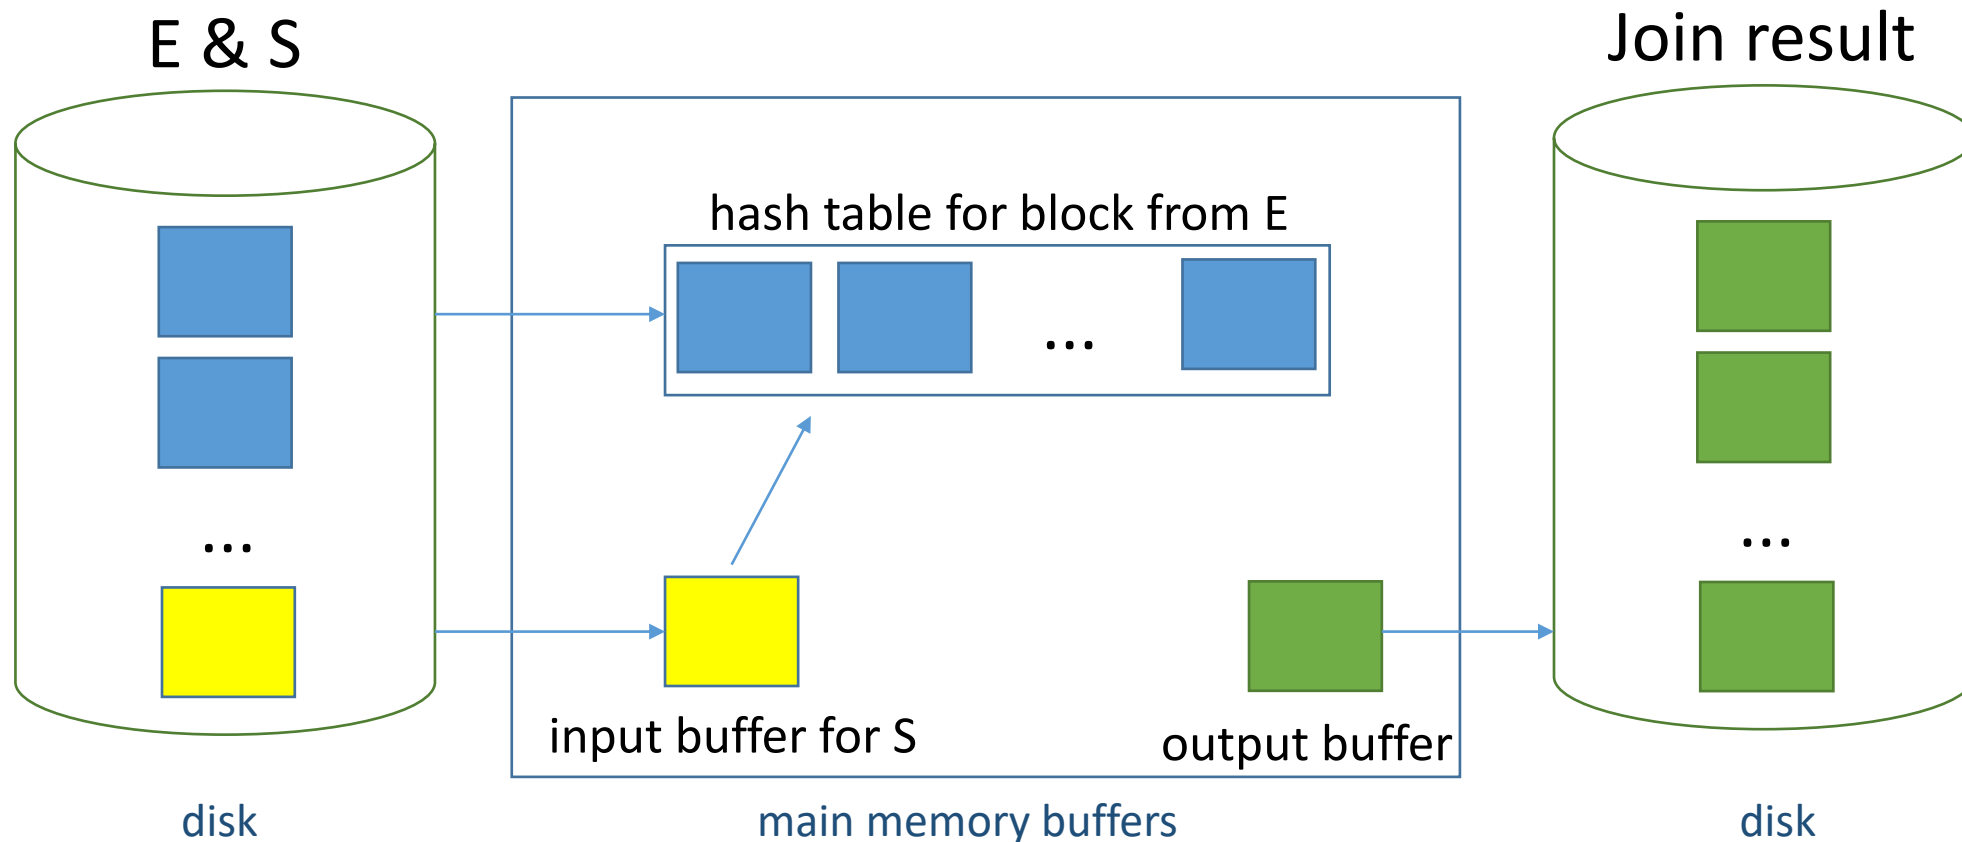 E & S
Join result
hash table for block from E
...
...
...
input buffer for S
output buffer
disk
main memory buffers
disk